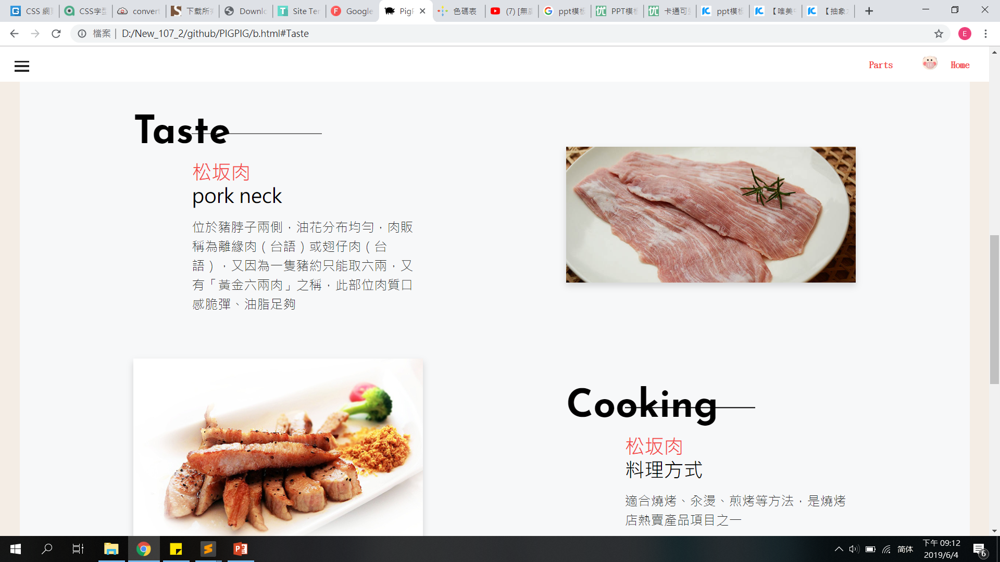 CSS 網
CSS字型
convert
下载所
Downlo
Site Ter
Google
Pig
色碼表
(7) [無
ppt模板
PPT模板
卡通可
ppt模板
【唯美
【抽象
檔案 | D:/New_107_2/github/PIGPIG/b.html#Taste
E
Parts
Home
Taste
松坂肉
pork neck
位於豬脖子兩側，油花分布均勻，肉販
稱為離緣肉（台語）或翅仔肉（台
語），又因為一隻豬約只能取六兩，又
有「黃金六兩肉」之稱，此部位肉質口
感脆彈、油脂足夠
Cooking
松坂肉
料理方式
適合燒烤、汆燙、煎烤等方法，是燒烤
店熱賣產品項目之一
简体
下午 09:12
2019/6/4
6